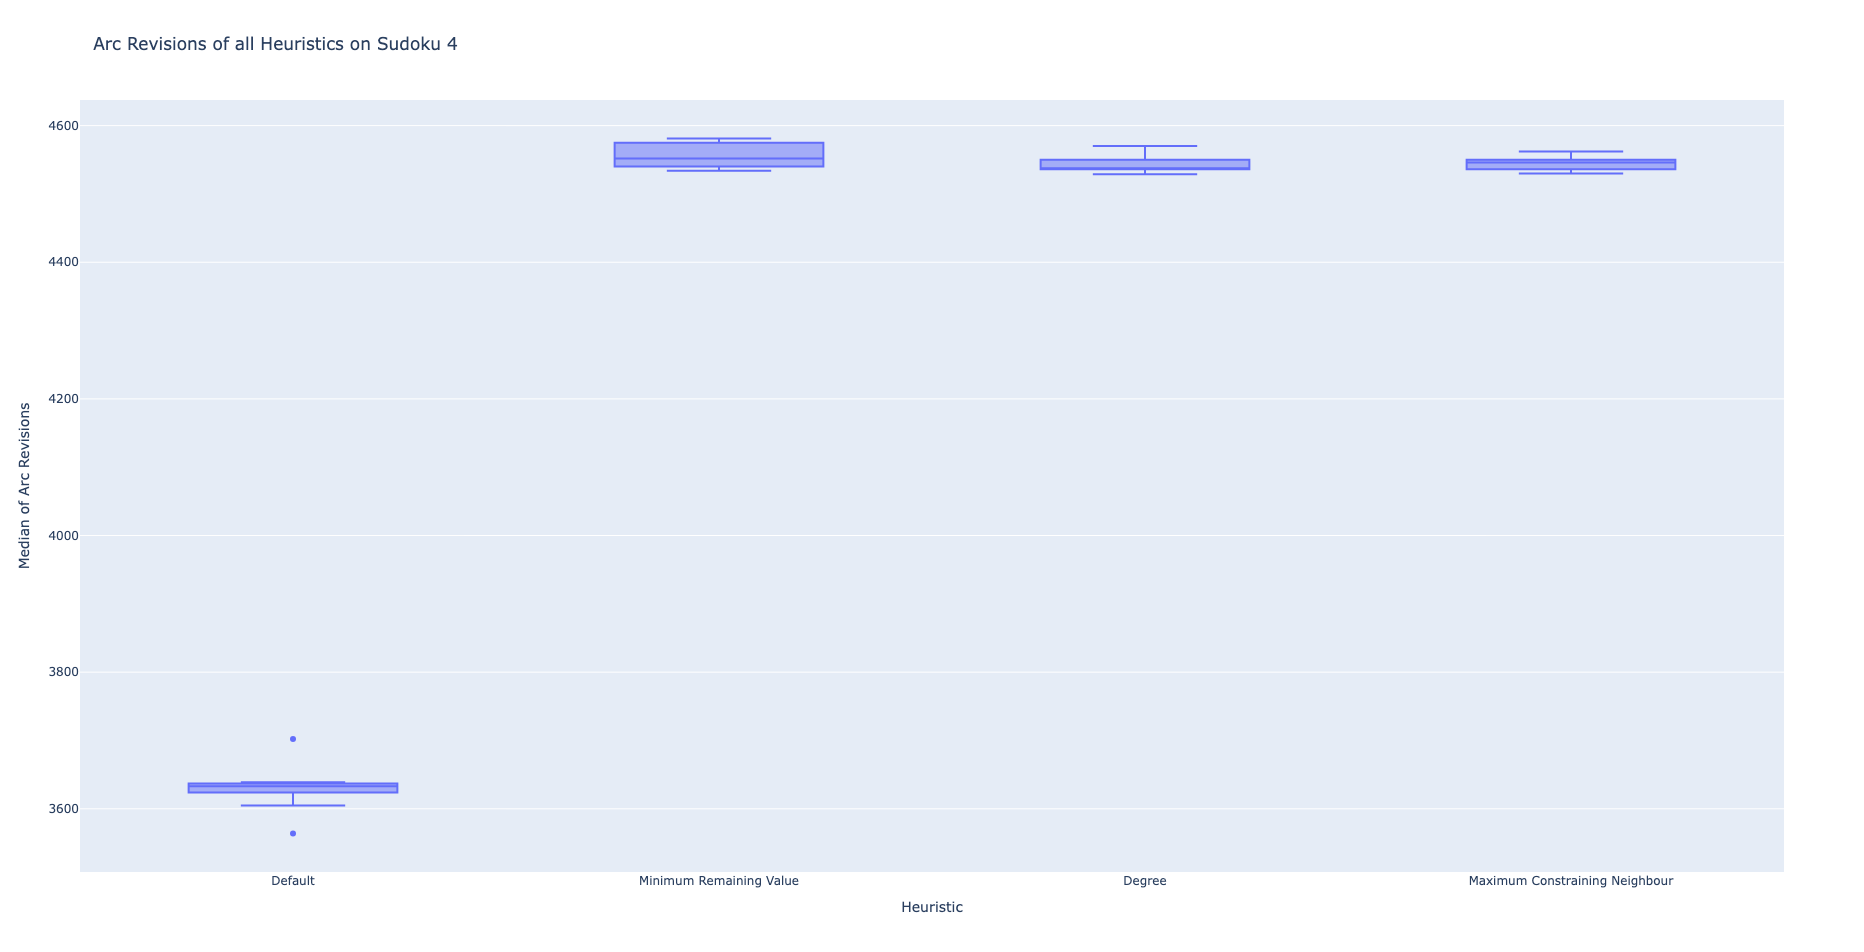 Arc Revisions of all Heuristics on Sudoku 4
Median of Arc Revisions
4600
4400
4200
4000
3800
3600
Default
Minimum Remaining Value
Degree
Maximum Constraining Neighbour
Heuristic